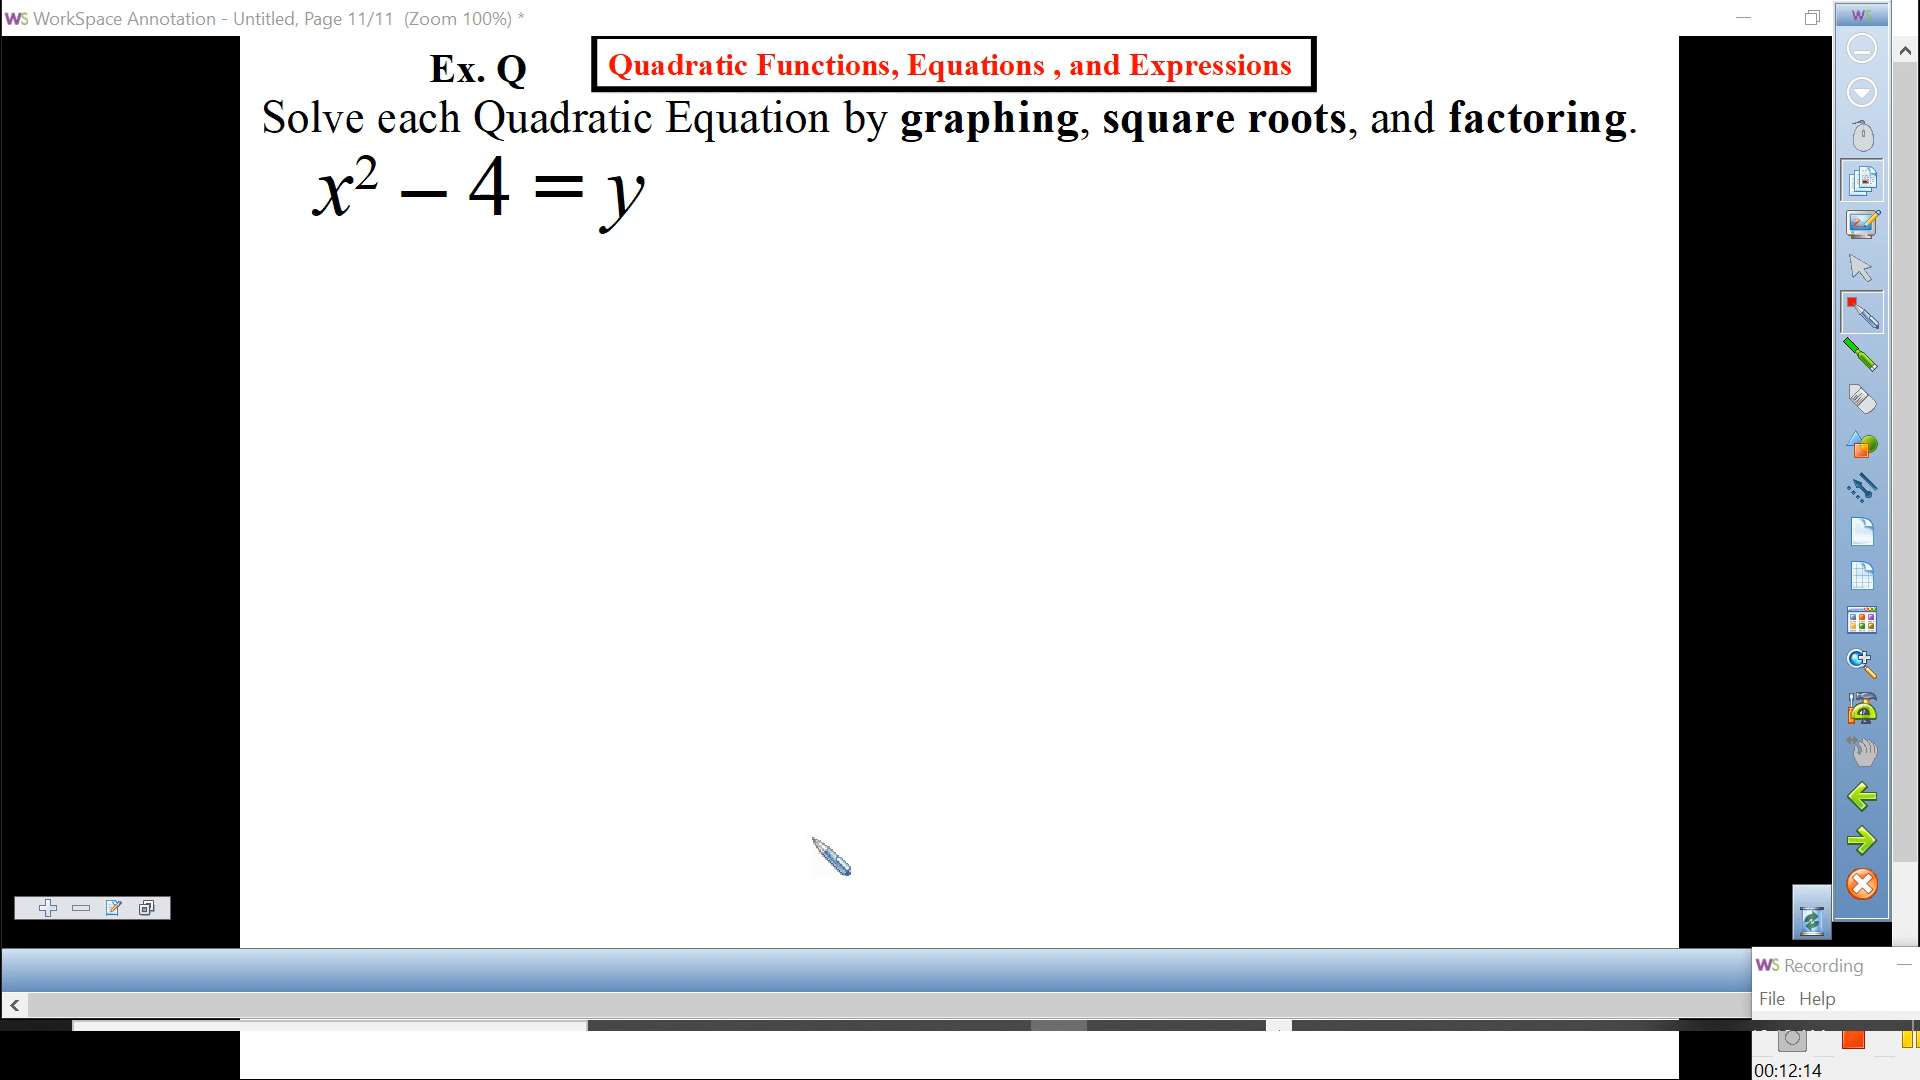 WS WorkSpace Annotation - Untitled, Page 11/11 (Zoom 100%) *
WS
Ex. Q
Quadratic Functions, Equations , and Expressions
Solve each Quadratic Equation by graphing, square roots, and factoring.
x² – 4 = y
WS Recording
File Help
00:12:14